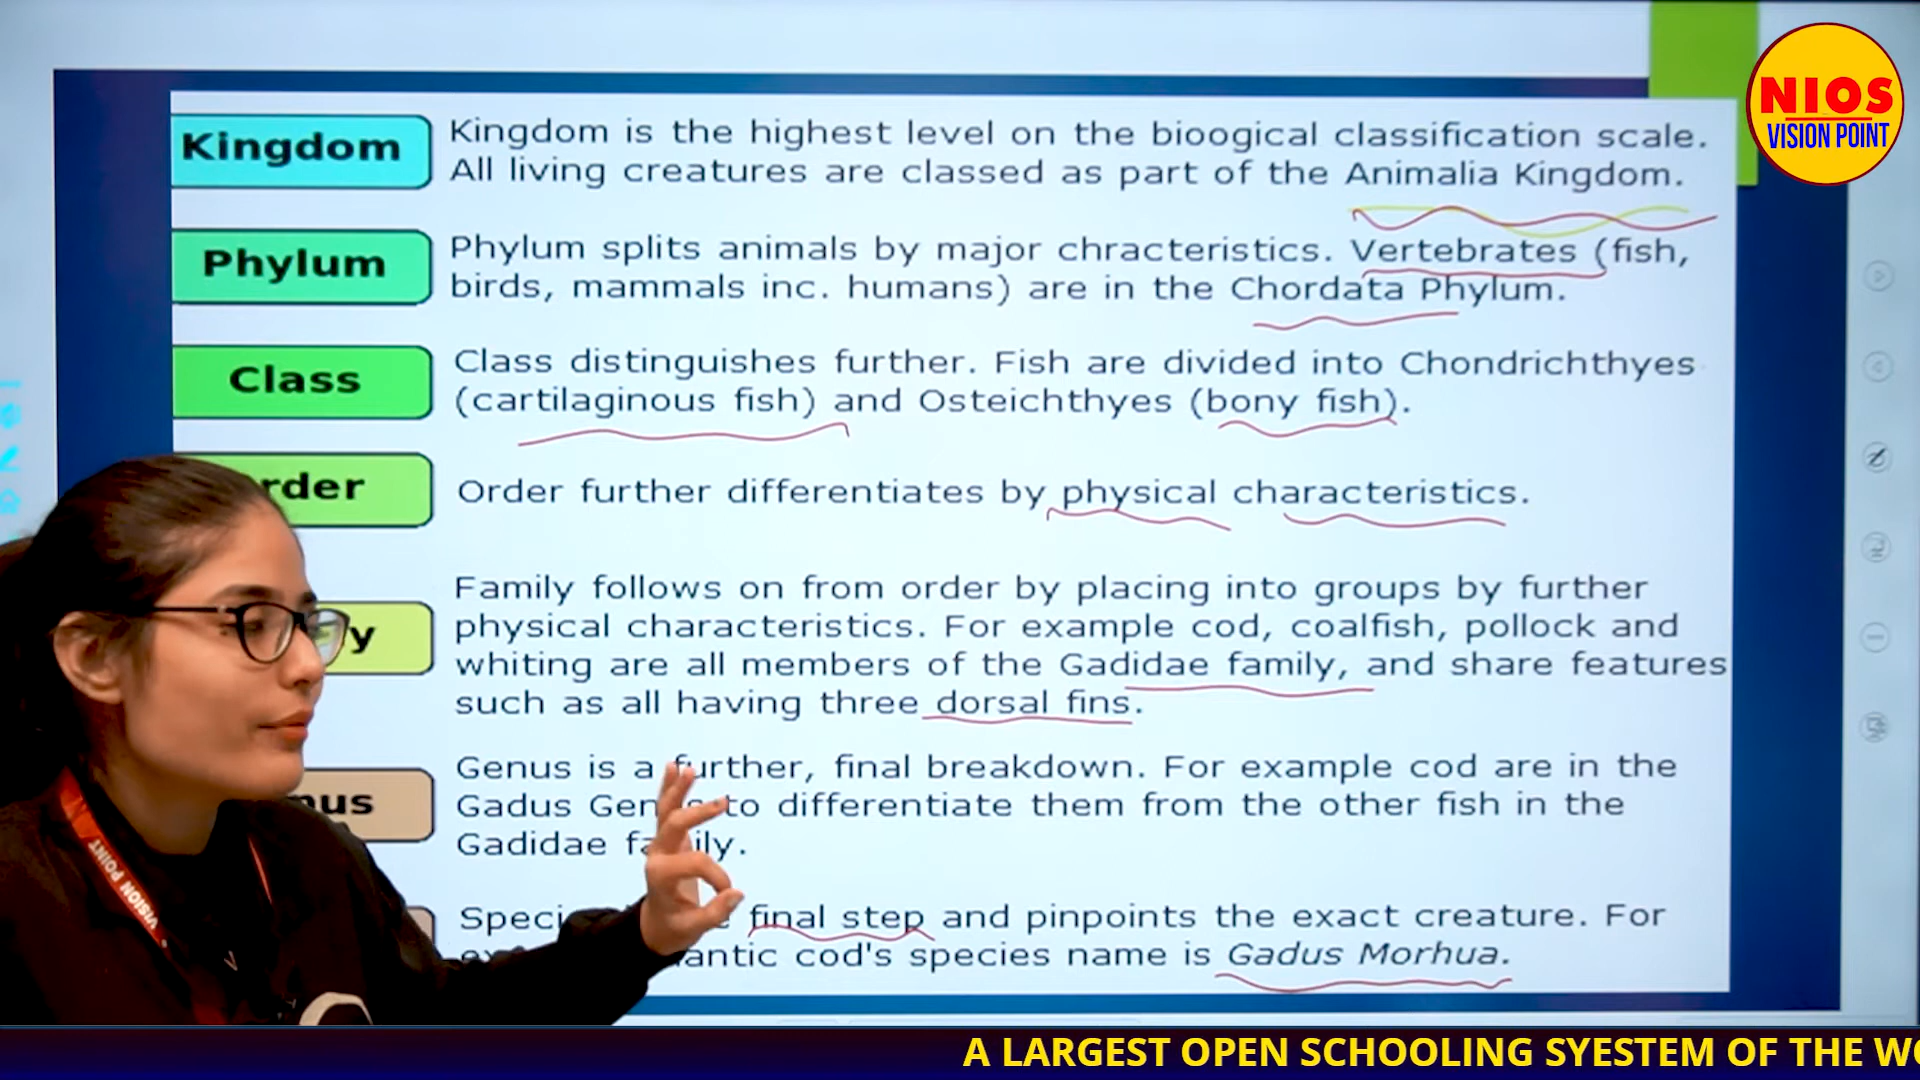 NIOS
VISION POINT
Kingdom
Kingdom is the highest level on the bioogical classification scale.
All living creatures are classed as part of the Animalia Kingdom.
Phylum
Phylum splits animals by major chracteristics. Vertebrates (fish,
birds, mammals inc. humans) are in the Chordata Phylum.
Class
Class distinguishes further. Fish are divided into Chondrichthyes
(cartilaginous fish) and Osteichthyes (bony fish).
rder
Order further differentiates by physical characteristics.
y
Family follows on from order by placing into groups by further
physical characteristics. For example cod, coalfish, pollock and
whiting are all members of the Gadidae family, and share features
such as all having three dorsal fins.
nus
Genus is a further, final breakdown. For example cod are in the
Gadus Gen to differentiate them from the other fish in the
Gadidae family.
Speci final step and pinpoints the exact creature. For
antic cod's species name is Gadus Morhua.
VISION POINT
A LARGEST OPEN SCHOOLING SYESTEM OF THE WO